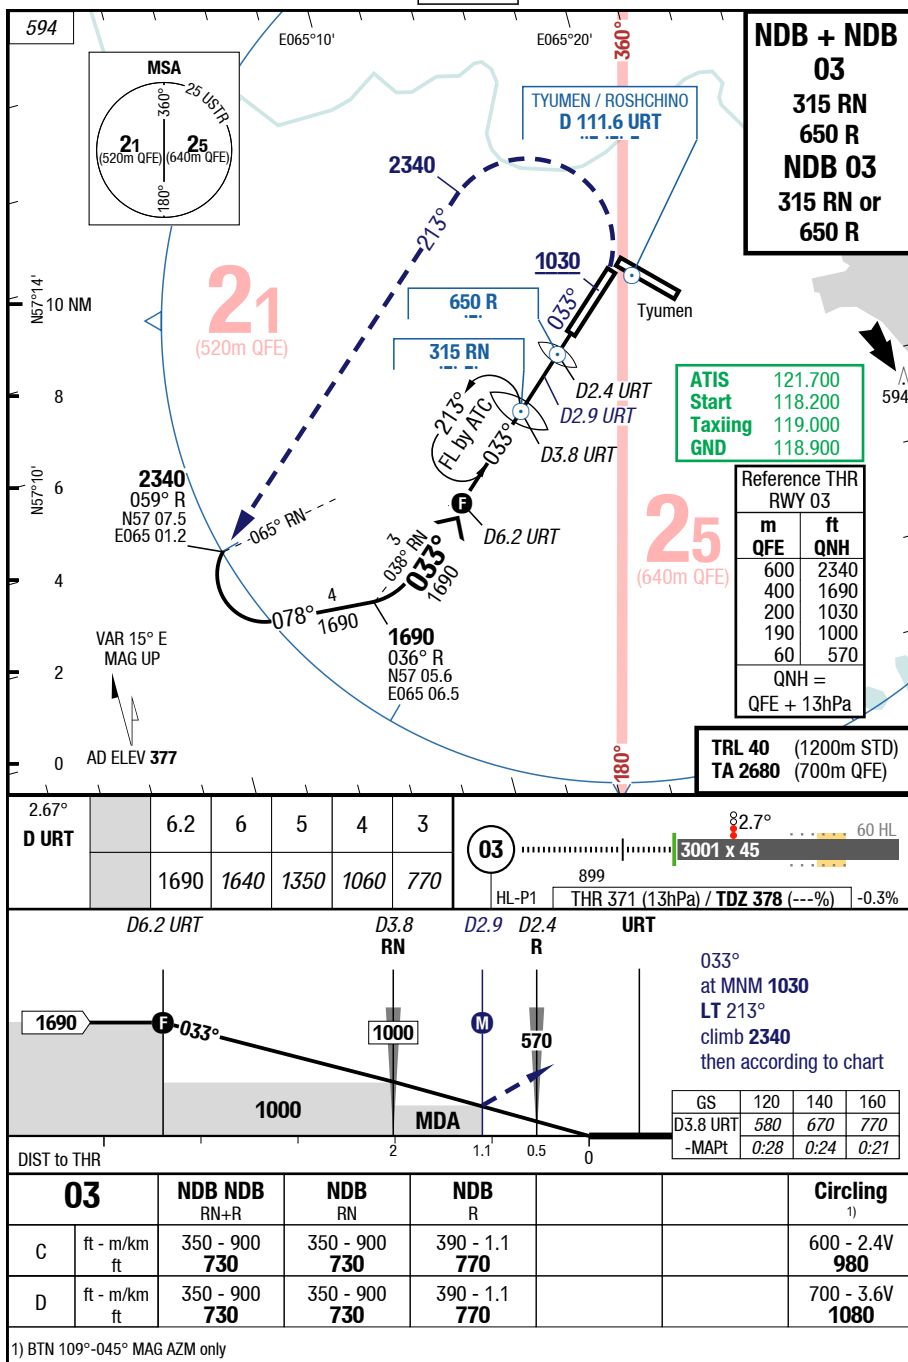 594
E065°10'
E065°20'
360°
NDB + NDB
03
315 RN
650 R
NDB 03
315 RN or
650 R
MSA
25 USTR
360°
21
(520m QFE)
25
(640m QFE)
180°
TYUMEN / ROSHCHINO
D 111.6 URT
2340
213°
1030
033°
Tyumen
N57°14'
10 NM
21
(520m QFE)
650 R
315 RN
D2.4 URT
D2.9 URT
D3.8 URT
213°
FL by ATC
033°
594
ATIS 121.700
Start 118.200
Taxiing 119.000
GND 118.900
8
N57°10'
6
2340
059° R
N57 07.5
E065 01.2
065° RN
F
D6.2 URT
25
(640m QFE)
Reference THR
RWY 03
m ft
QFE QNH
600 2340
400 1690
200 1030
190 1000
60 570
QNH =
QFE + 13hPa
4
3
038° RN
033°
1690
078°
4
1690
1690
036° R
N57 05.6
E065 06.5
VAR 15° E
MAG UP
2
AD ELEV 377
0
180°
TRL 40 (1200m STD)
TA 2680 (700m QFE)
2.67°
D URT 6.2 6 5 4 3
1690 1640 1350 1060 770
03
2.7°
60 HL
3001 x 45
899
HL-P1
THR 371 (13hPa) / TDZ 378 (---%)
-0.3%
D6.2 URT D3.8 D2.9 D2.4 URT
RN R
1690
F
033°
1000
M
570
1000
MDA
033°
at MNM 1030
LT 213°
climb 2340
then according to chart
GS 120 140 160
D3.8 URT 580 670 770
-MAPt 0:28 0:24 0:21
DIST to THR 2 1.1 0.5 0
03 NDB NDB NDB NDB Circling
RN+R RN R 1)
C ft - m/km 350 - 900 350 - 900 390 - 1.1 600 - 2.4V
ft 730 730 770 980
D ft - m/km 350 - 900 350 - 900 390 - 1.1 700 - 3.6V
ft 730 730 770 1080
1) BTN 109°-045° MAG AZM only